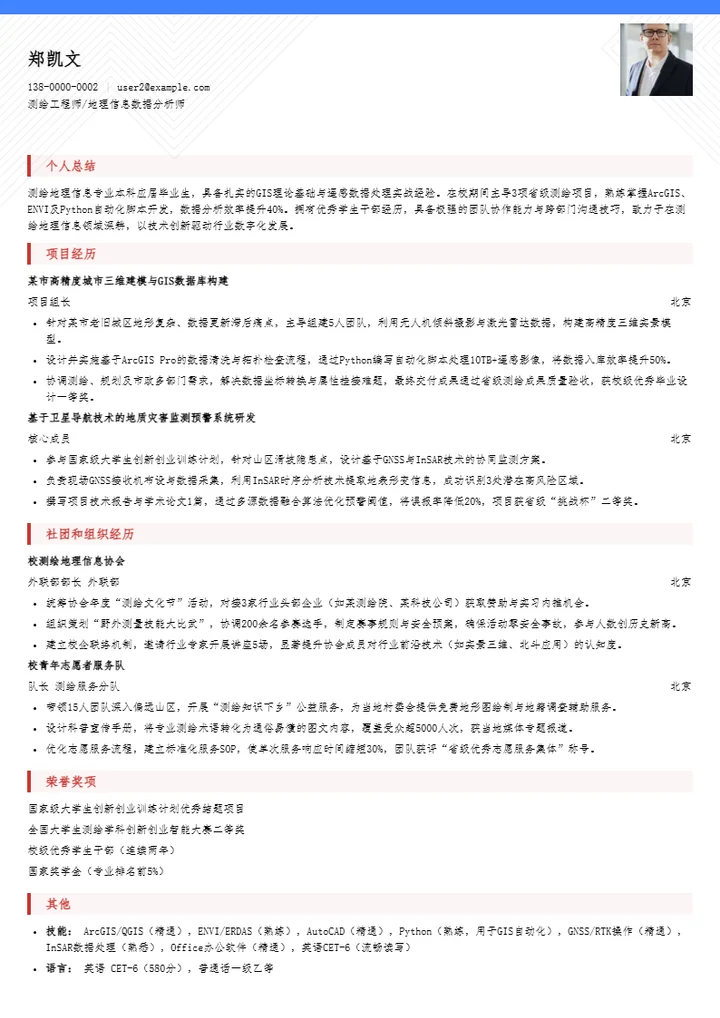 郑凯文
138-0000-0002 | user2@example.com
测绘工程师/地理信息数据分析师
个人总结
测绘地理信息专业本科应届毕业生，具备扎实的GIS理论基础与遥感数据处理实战经验。在校期间主导3项省级测绘项目，熟练掌握ArcGIS、
ENVI及Python自动化脚本开发，数据分析效率提升40%。拥有优秀学生干部经历，具备极强的团队协作能力与跨部门沟通技巧，致力于在测
绘地理信息领域深耕，以技术创新驱动行业数字化发展。
项目经历
某市高精度城市三维建模与GIS数据库构建
项目组长 北京
• 针对某市老旧城区地形复杂、数据更新滞后痛点，主导组建5人团队，利用无人机倾斜摄影与激光雷达数据，构建高精度三维实景模
型。
• 设计并实施基于ArcGIS Pro的数据清洗与拓扑检查流程，通过Python编写自动化脚本处理10TB+遥感影像，将数据入库效率提升50%。
• 协调测绘、规划及市政多部门需求，解决数据坐标转换与属性挂接难题，最终交付成果通过省级测绘成果质量验收，获校级优秀毕业设
计一等奖。
基于卫星导航技术的地质灾害监测预警系统研发
核心成员 北京
• 参与国家级大学生创新创业训练计划，针对山区滑坡隐患点，设计基于GNSS与InSAR技术的协同监测方案。
• 负责现场GNSS接收机布设与数据采集，利用InSAR时序分析技术提取地表形变信息，成功识别3处潜在高风险区域。
• 撰写项目技术报告与学术论文1篇，通过多源数据融合算法优化预警阈值，将误报率降低20%，项目获省级“挑战杯”二等奖。
社团和组织经历
校测绘地理信息协会
外联部部长 外联部 北京
• 统筹协会年度“测绘文化节”活动，对接3家行业头部企业（如某测绘院、某科技公司）获取赞助与实习内推机会。
• 组织策划“野外测量技能大比武”，协调200余名参赛选手，制定赛事规则与安全预案，确保活动零安全事故，参与人数创历史新高。
• 建立校企联络机制，邀请行业专家开展讲座5场，显著提升协会成员对行业前沿技术（如实景三维、北斗应用）的认知度。
校青年志愿者服务队
队长 测绘服务分队 北京
• 带领15人团队深入偏远山区，开展“测绘知识下乡”公益服务，为当地村委会提供免费地形图绘制与地籍调查辅助服务。
• 设计科普宣传手册，将专业测绘术语转化为通俗易懂的图文内容，覆盖受众超5000人次，获当地媒体专题报道。
• 优化志愿服务流程，建立标准化服务SOP，使单次服务响应时间缩短30%，团队获评“省级优秀志愿服务集体”称号。
荣誉奖项
国家级大学生创新创业训练计划优秀结题项目
全国大学生测绘学科创新创业智能大赛二等奖
校级优秀学生干部（连续两年）
国家奖学金（专业排名前5%）
其他
• 技能： ArcGIS/QGIS（精通），ENVI/ERDAS（熟练），AutoCAD（精通），Python（熟练，用于GIS自动化），GNSS/RTK操作（精通），
InSAR数据处理（熟悉），Office办公软件（精通），英语CET-6（流畅读写）
• 语言： 英语 CET-6（580分），普通话一级乙等